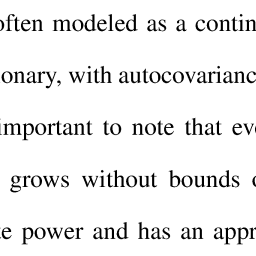 often modeled as a contin
onary, with autocovarianc
important to note that eve
grows without bounds
te power and has an appr